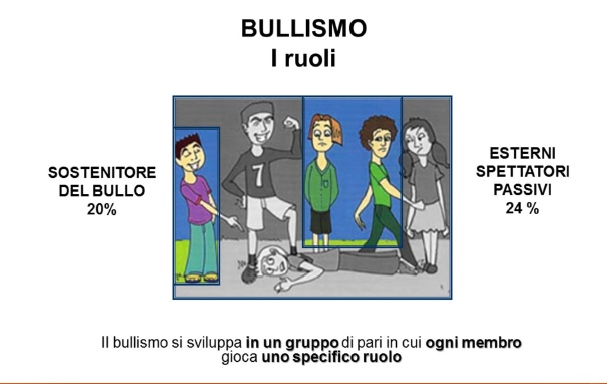 BULLISMO
I ruoli
SOSTENITORE
DEL BULLO
20%
7
ESTERNI
SPETTATORI
PASSIVI
24 %
Il bullismo si sviluppa in un gruppo di pari in cui ogni membro
gioca uno specifico ruolo